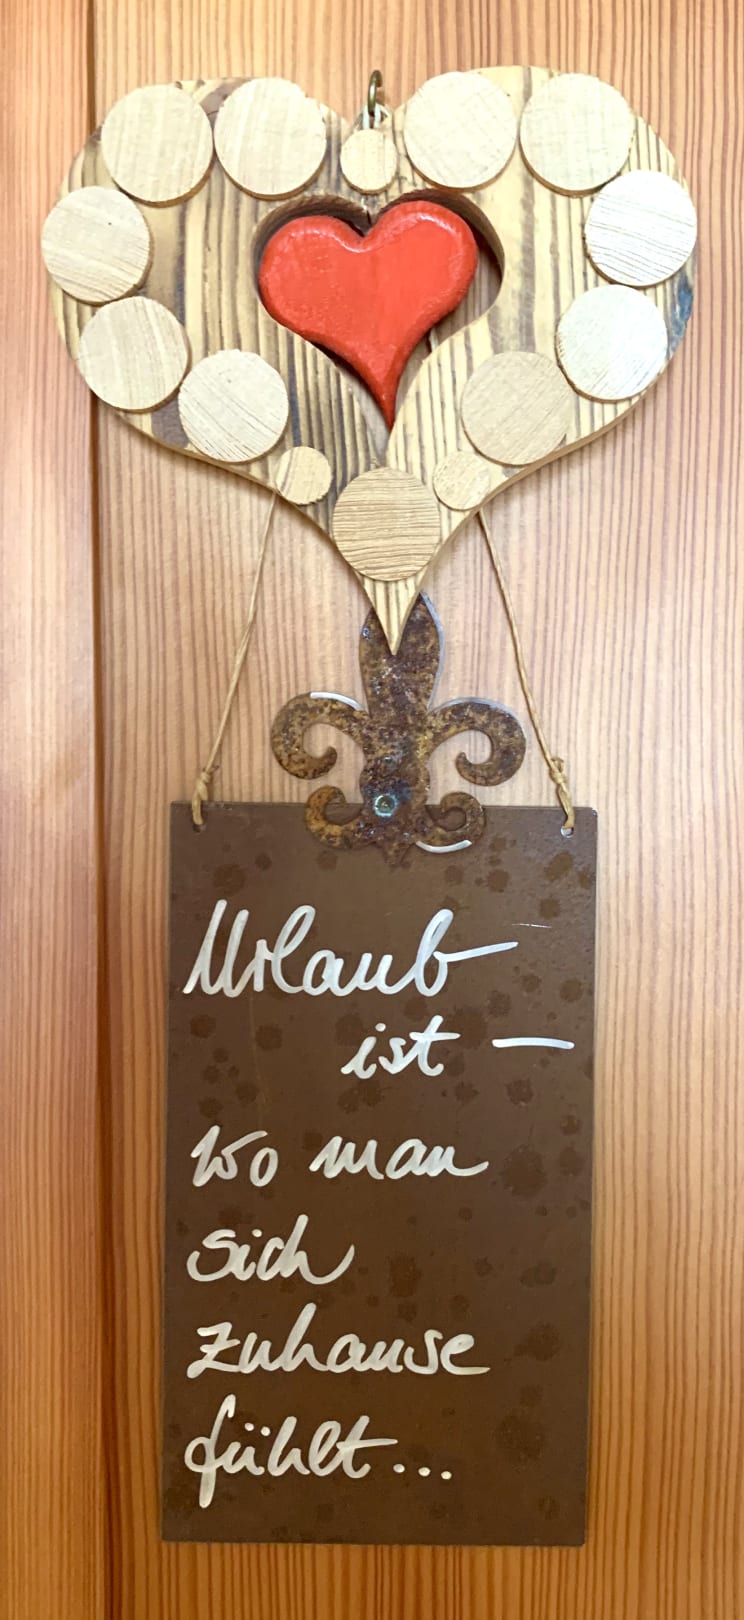 Urlaub
ist —
wo man
sich
zuhause
fühlt...